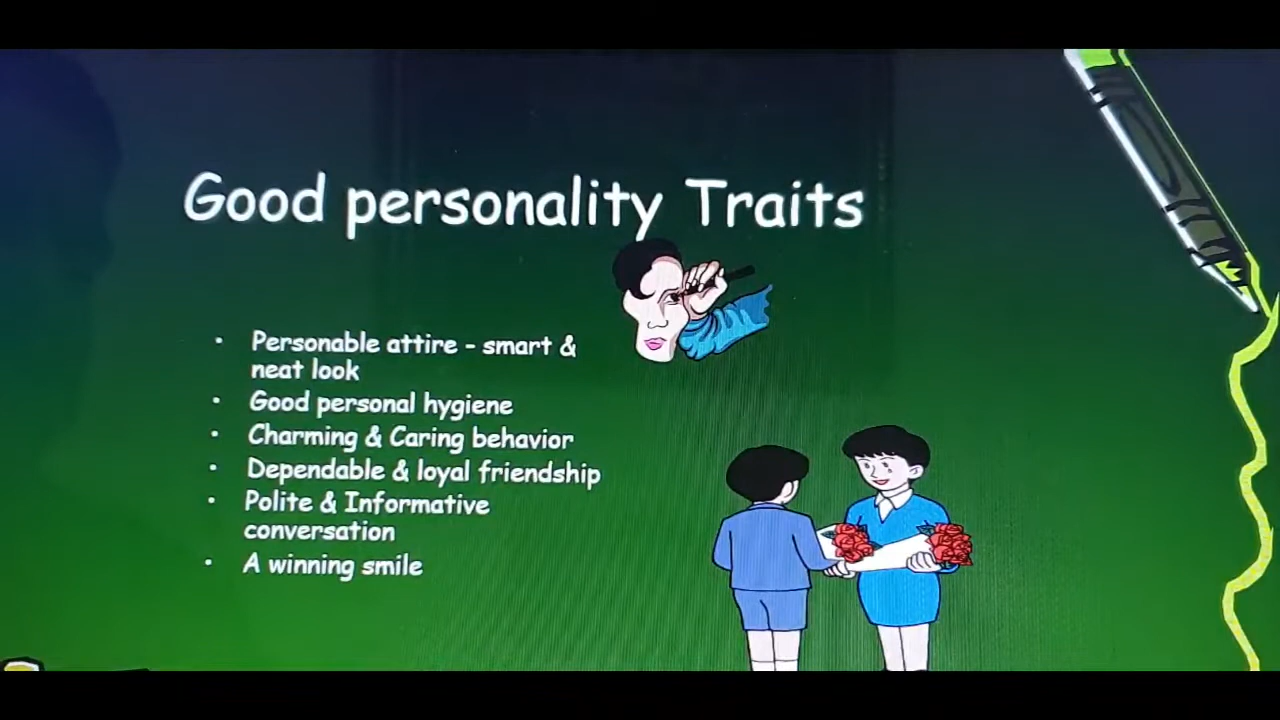 Good personality Traits
• Personable attire - smart &
neat look
• Good personal hygiene
• Charming & Caring behavior
• Dependable & loyal friendship
• Polite & Informative
conversation
• A winning smile